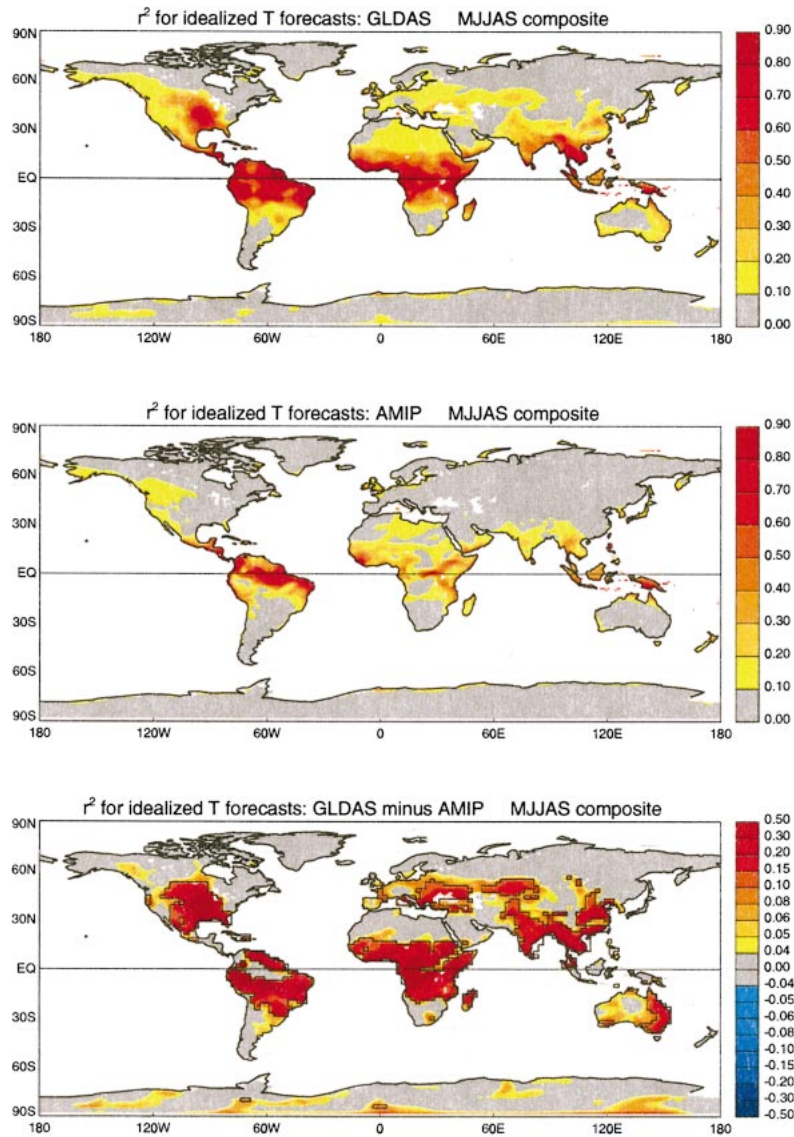 r² for idealized T forecasts: GLDAS MJJAS composite
90N
60N
30N
EQ
30S
60S
90S
180 120W 60W 0 60E 120E 180
0.90
0.80
0.70
0.60
0.50
0.40
0.30
0.20
0.10
0.00
r² for idealized T forecasts: AMIP MJJAS composite
90N
60N
30N
EQ
30S
60S
90S
180 120W 60W 0 60E 120E 180
0.90
0.80
0.70
0.60
0.50
0.40
0.30
0.20
0.10
0.00
r² for idealized T forecasts: GLDAS minus AMIP MJJAS composite
90N
60N
30N
EQ
30S
60S
90S
180 120W 60W 0 60E 120E 180
0.50
0.30
0.20
0.15
0.10
0.08
0.06
0.05
0.04
0.00
-0.04
-0.05
-0.06
-0.08
-0.10
-0.15
-0.20
-0.30
-0.50